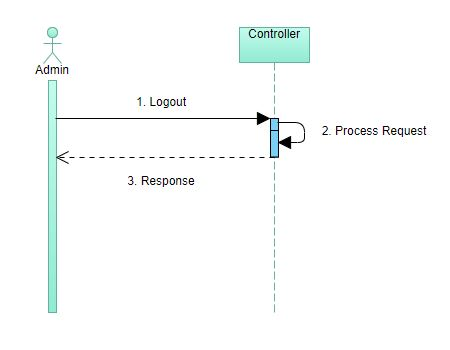 Controller
Admin
1. Logout
2. Process Request
3. Response